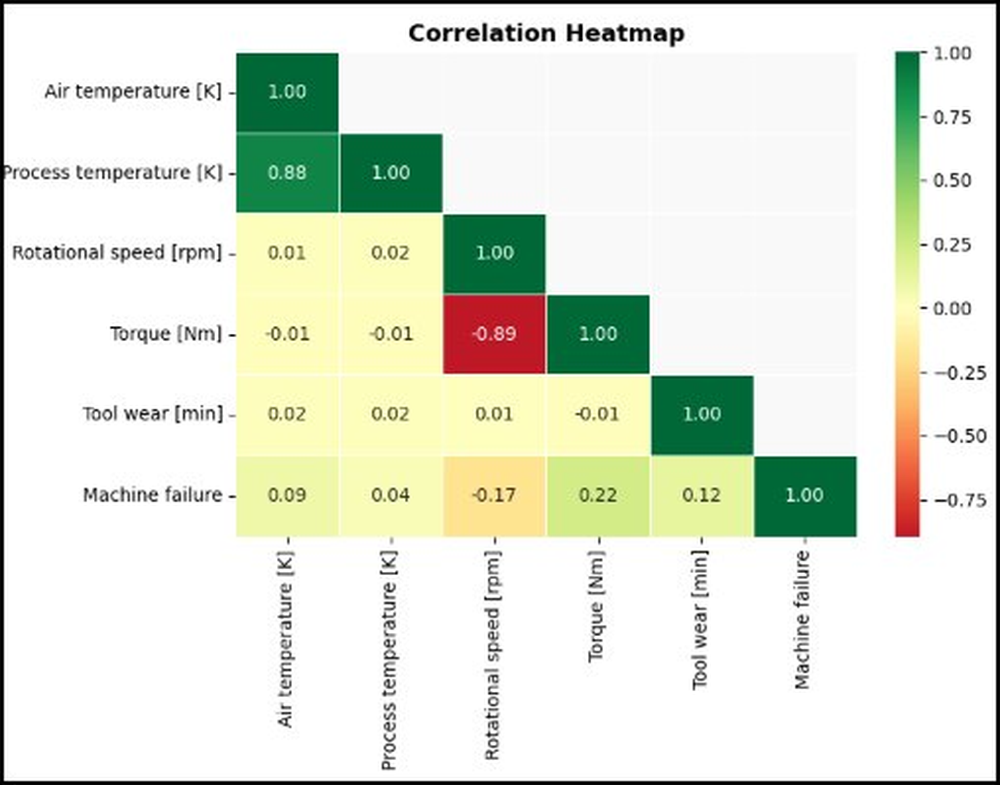 Correlation Heatmap
Air temperature [K]
1.00
Process temperature [K]
0.88
1.00
Rotational speed [rpm]
0.01
0.02
1.00
Torque [Nm]
-0.01
-0.01
-0.89
1.00
Tool wear [min]
0.02
0.02
0.01
-0.01
1.00
Machine failure
0.09
0.04
-0.17
0.22
0.12
1.00
Air temperature [K]
Process temperature [K]
Rotational speed [rpm]
Torque [Nm]
Tool wear [min]
Machine failure
1.00
0.75
0.50
0.25
0.00
−0.25
−0.50
−0.75